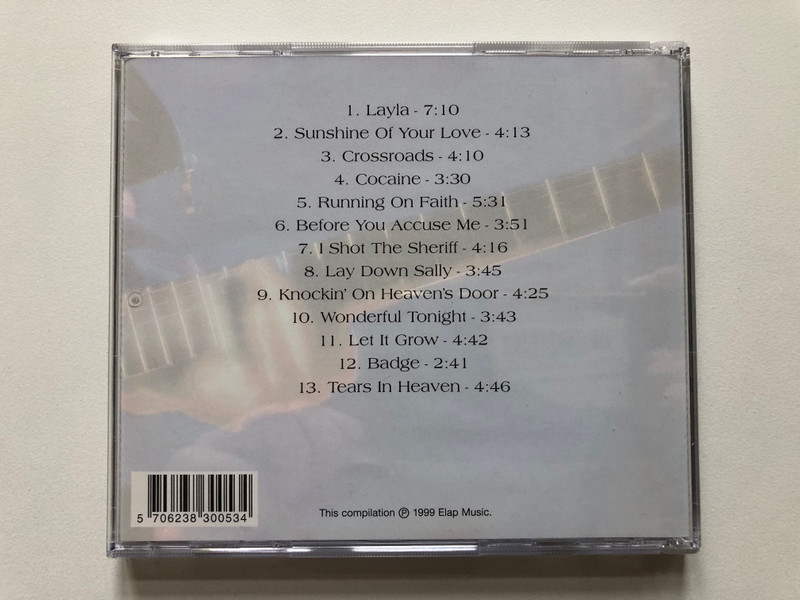 1. Layla - 7:10
2. Sunshine Of Your Love - 4:13
3. Crossroads - 4:10
4. Cocaine - 3:30
5. Running On Faith - 5:31
6. Before You Accuse Me - 3:51
7. I Shot The Sheriff - 4:16
8. Lay Down Sally - 3:45
9. Knockin' On Heaven's Door - 4:25
10. Wonderful Tonight - 3:43
11. Let It Grow - 4:42
12. Badge - 2:41
13. Tears In Heaven - 4:46
5 706238 300534
This compilation ℗ 1999 Elap Music.